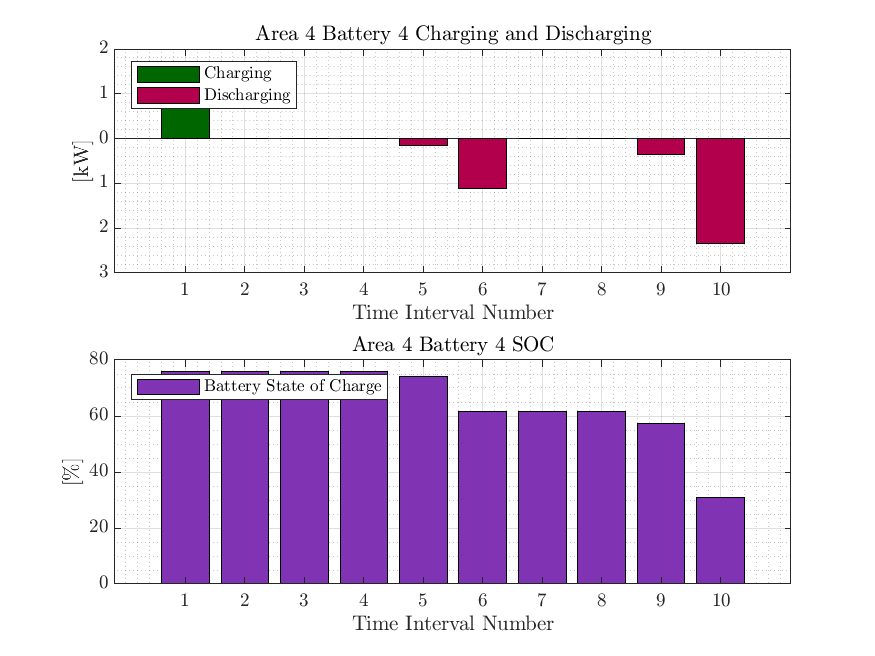 Area 4 Battery 4 Charging and Discharging
2
1
0
1
2
3
[kW]
Charging
Discharging
1 2 3 4 5 6 7 8 9 10
Time Interval Number
Area 4 Battery 4 SOC
80
60
40
20
0
[%]
Battery State of Charge
1 2 3 4 5 6 7 8 9 10
Time Interval Number